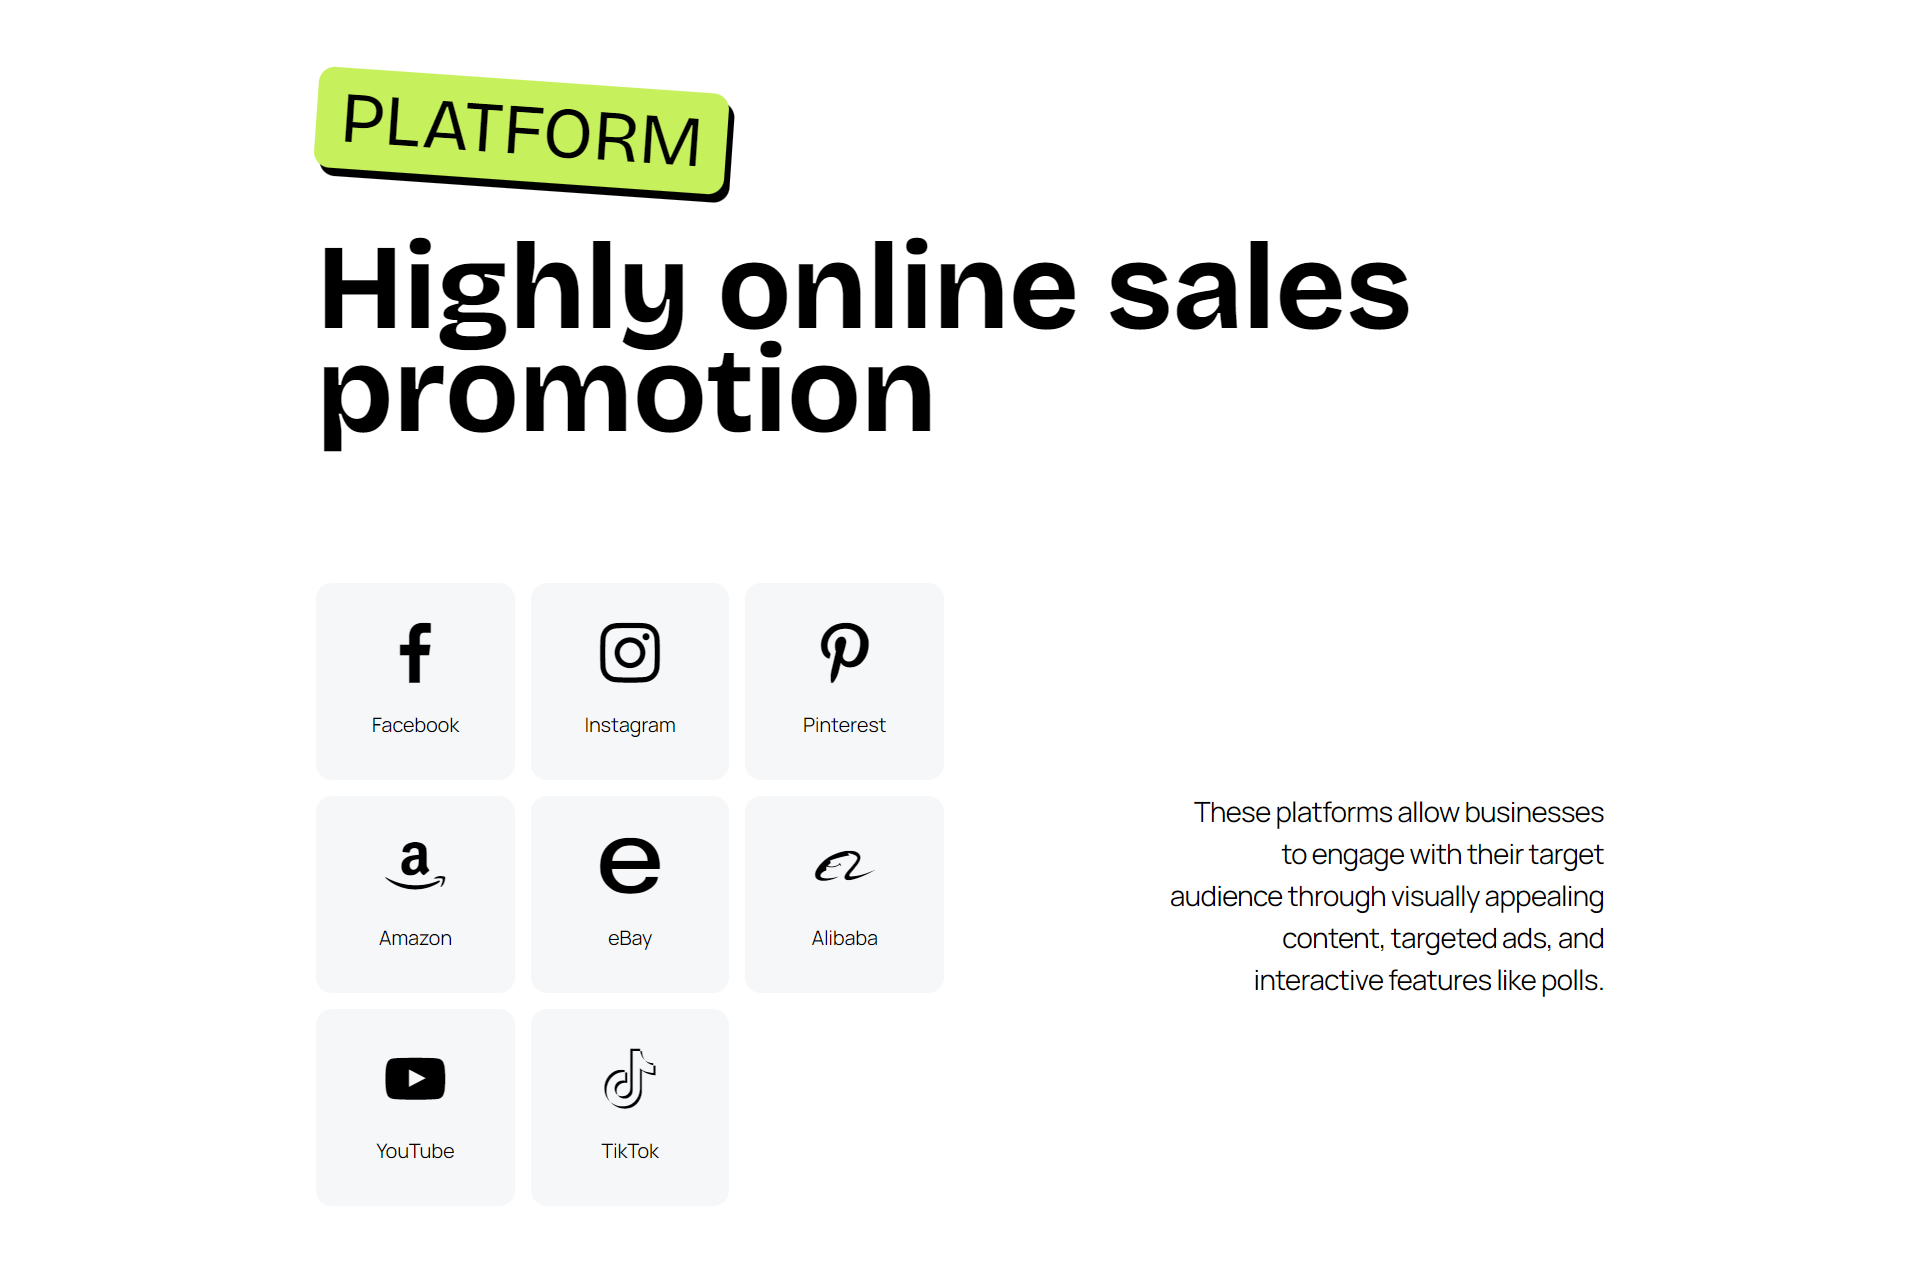 PLATFORM
Highly online sales
promotion
Facebook
Instagram
Pinterest
Amazon
eBay
Alibaba
YouTube
TikTok
These platforms allow businesses
to engage with their target
audience through visually appealing
content, targeted ads, and
interactive features like polls.